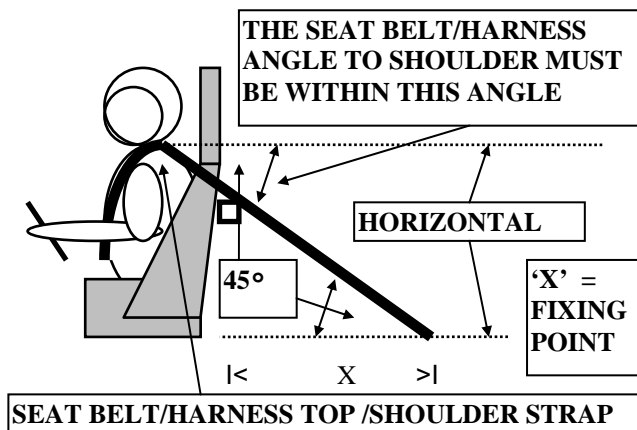 THE SEAT BELT/HARNESS
ANGLE TO SHOULDER MUST
BE WITHIN THIS ANGLE
HORIZONTAL
45°
‘X’ =
FIXING
POINT
|< X >|
SEAT BELT/HARNESS TOP /SHOULDER STRAP